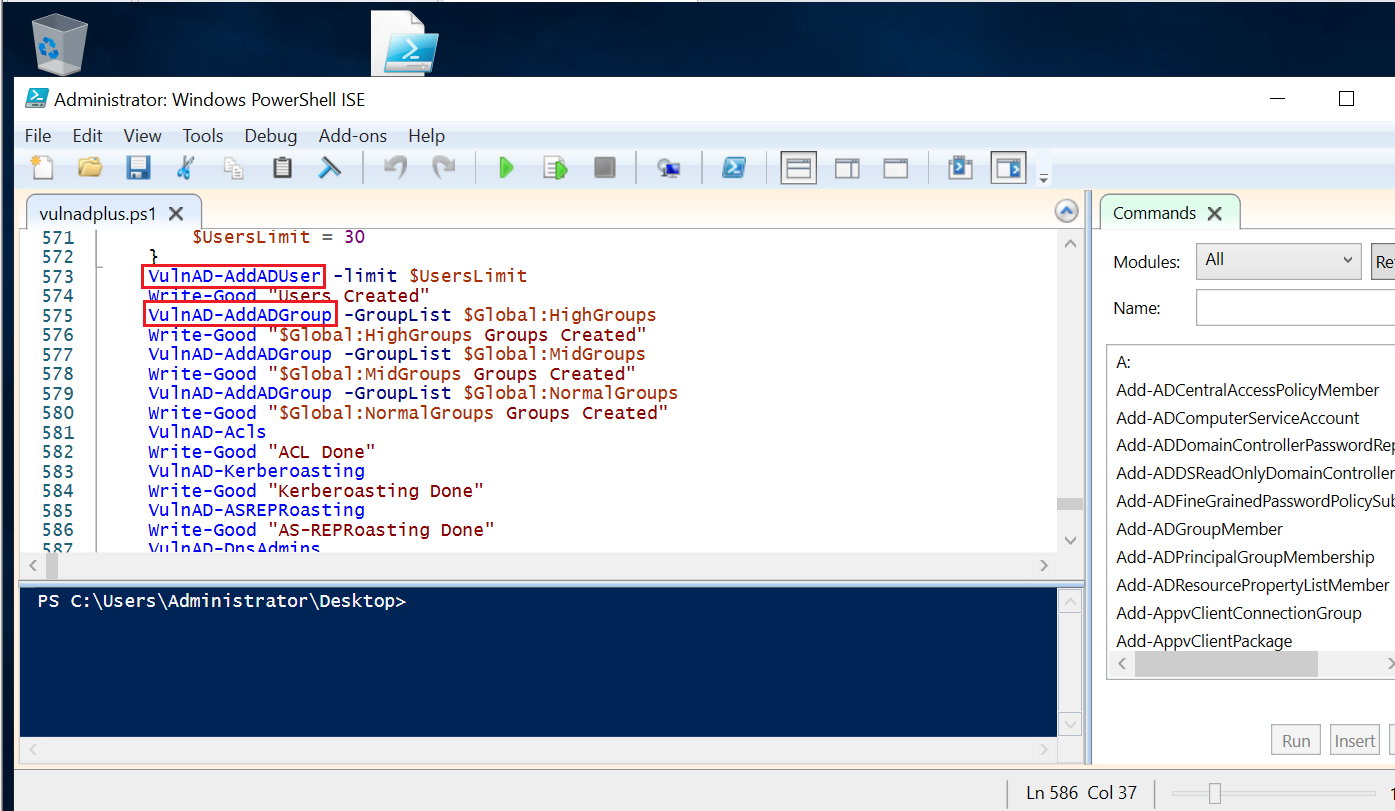 Administrator: Windows PowerShell ISE
File Edit View Tools Debug Add-ons Help
vulnadplus.ps1
571 $UsersLimit = 30
572 }
573 VulnAD-AddADUser -limit $UsersLimit
574 Write-Good "Users Created"
575 VulnAD-AddADGroup -GroupList $Global:HighGroups
576 Write-Good "$Global:HighGroups Groups Created"
577 VulnAD-AddADGroup -GroupList $Global:MidGroups
578 Write-Good "$Global:MidGroups Groups Created"
579 VulnAD-AddADGroup -GroupList $Global:NormalGroups
580 Write-Good "$Global:NormalGroups Groups Created"
581 VulnAD-Acls
582 Write-Good "ACL Done"
583 VulnAD-Kerberoasting
584 Write-Good "Kerberoasting Done"
585 VulnAD-ASREPRoasting
586 Write-Good "AS-REPRoasting Done"
587 VulnAD-DnsAdmins
PS C:\Users\Administrator\Desktop>
Commands
Modules: All Re
Name:
A:
Add-ADCentralAccessPolicyMember
Add-ADComputerServiceAccount
Add-ADDomainControllerPasswordRep
Add-ADDSReadOnlyDomainController
Add-ADFineGrainedPasswordPolicySub
Add-ADGroupMember
Add-ADPrincipalGroupMembership
Add-ADResourcePropertyListMember
Add-AppvClientConnectionGroup
Add-AppvClientPackage
Run Insert
Ln 586 Col 37